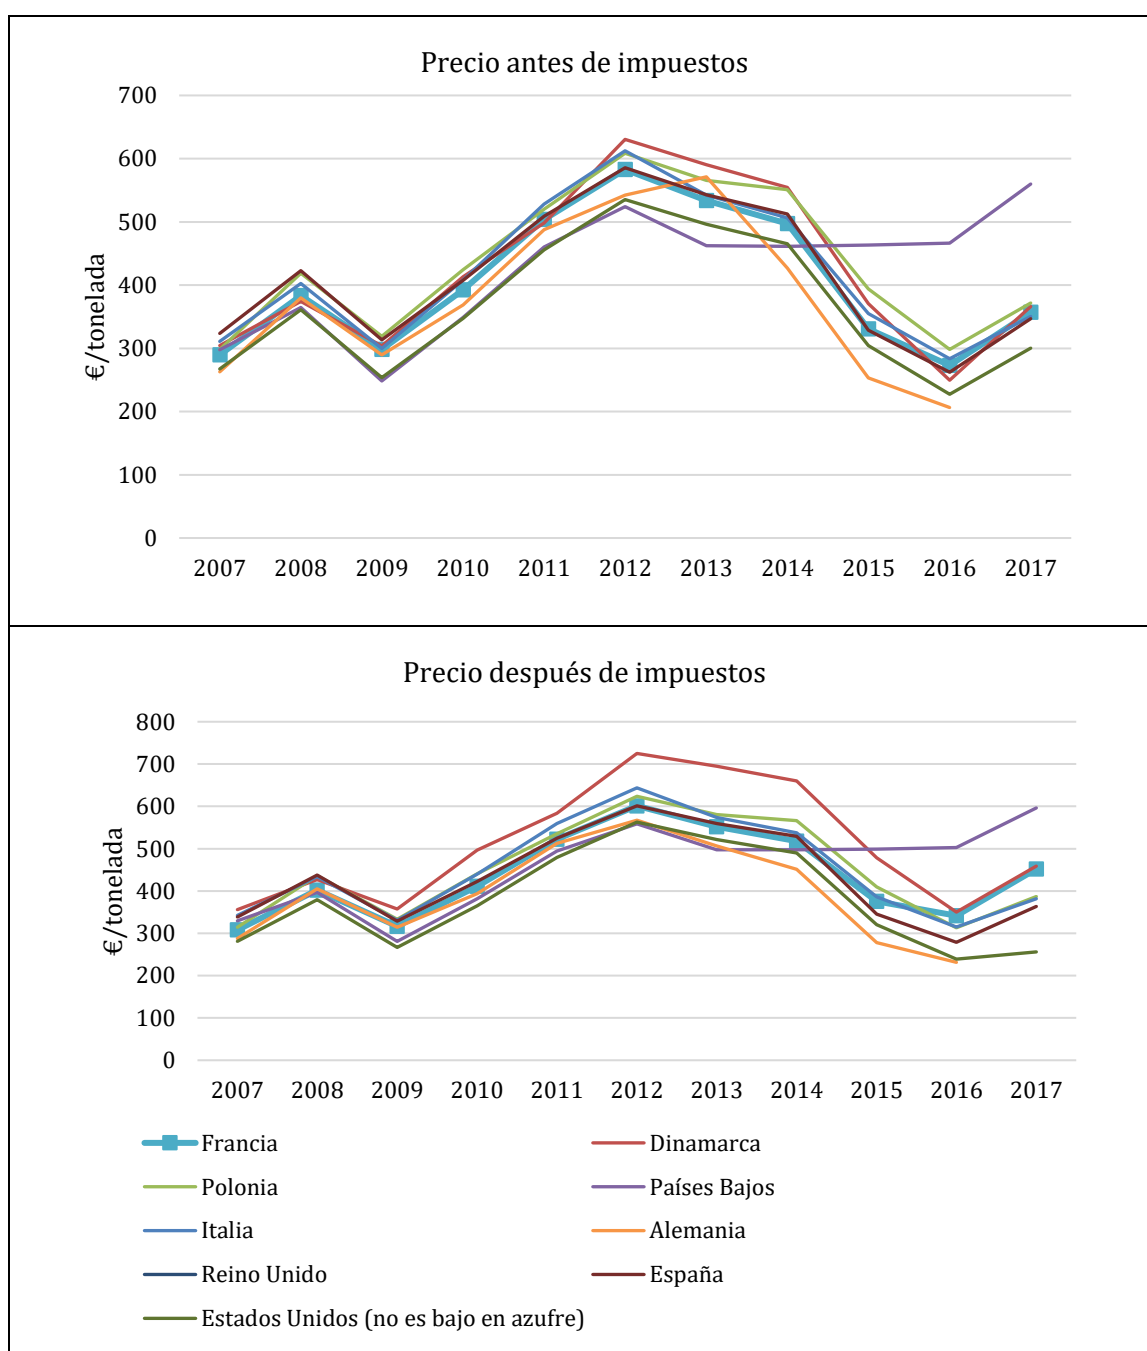 Precio antes de impuestos
700
600
500
400
300
200
100
0
€/tonelada
2007 2008 2009 2010 2011 2012 2013 2014 2015 2016 2017
Precio después de impuestos
800
700
600
500
400
300
200
100
0
€/tonelada
2007 2008 2009 2010 2011 2012 2013 2014 2015 2016 2017
Francia Dinamarca
Polonia Países Bajos
Italia Alemania
Reino Unido España
Estados Unidos (no es bajo en azufre)